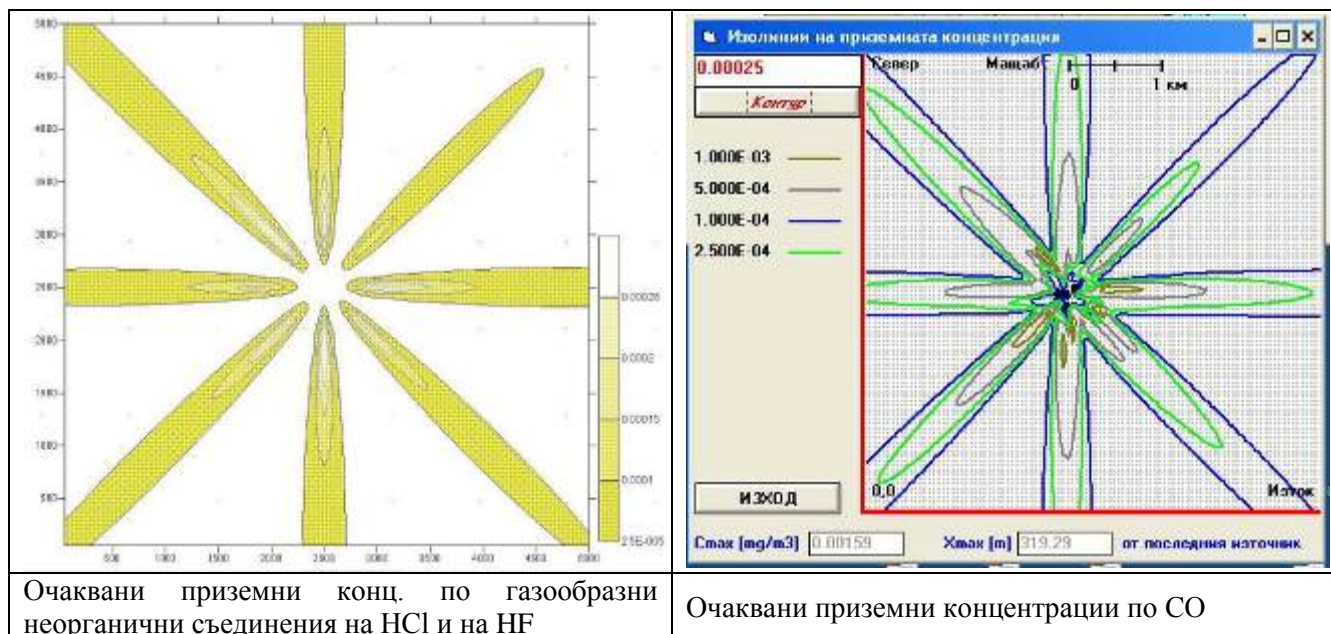 5000
4500
4000
3500
3000
2500
2000
1500
1000
500
500 1000 1500 2000 2500 3000 3500 4000 4500 5000
0.00025
0.0002
0.00015
0.0001
2.5E-005
Изолинии на приземната концентрация
0.00025
Север Мащаб
0 1 км
Контур
1.000E-03
5.000E-04
1.000E-04
2.500E-04
ИЗХОД
0,0 Изток
Cmax [mg/m3] 0.00159 Xmax [m] 319.29 от последния източник
Очаквани приземни конц. по газообразни
неорганични съединения на HCl и на HF
Очаквани приземни концентрации по CO